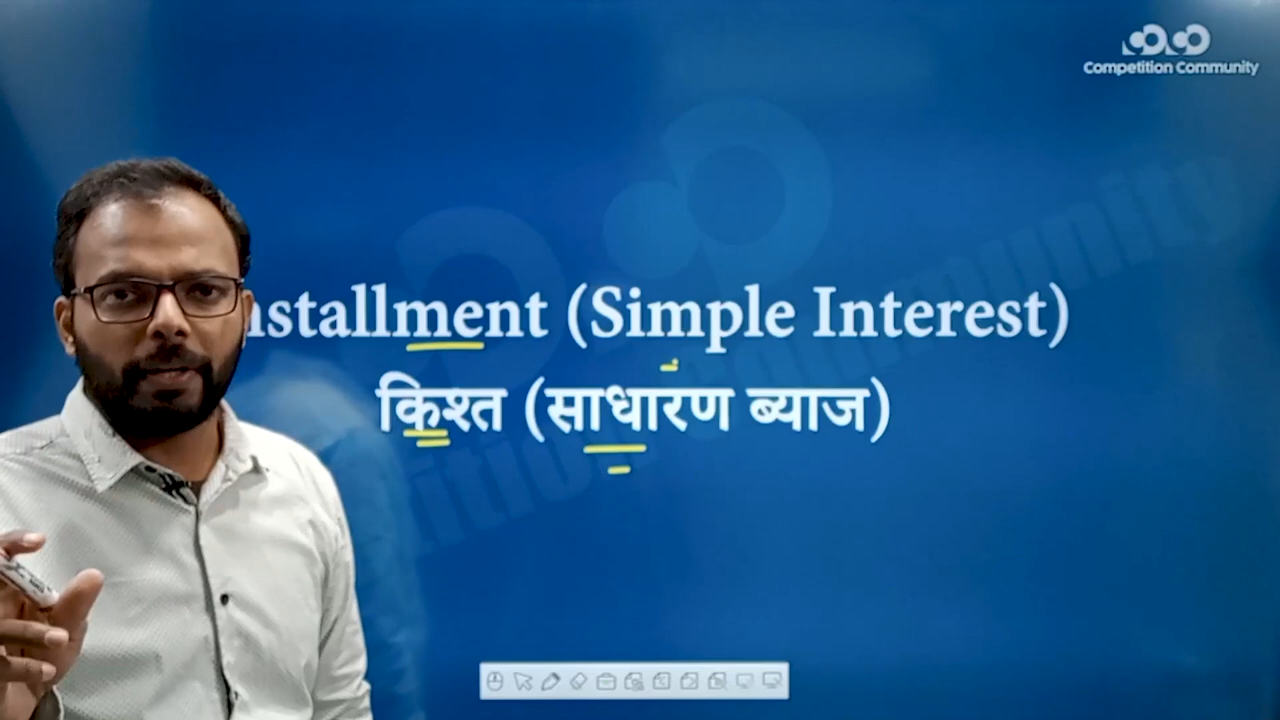 Competition Community
nstallment (Simple Interest)
किश्त (साधारण ब्याज)